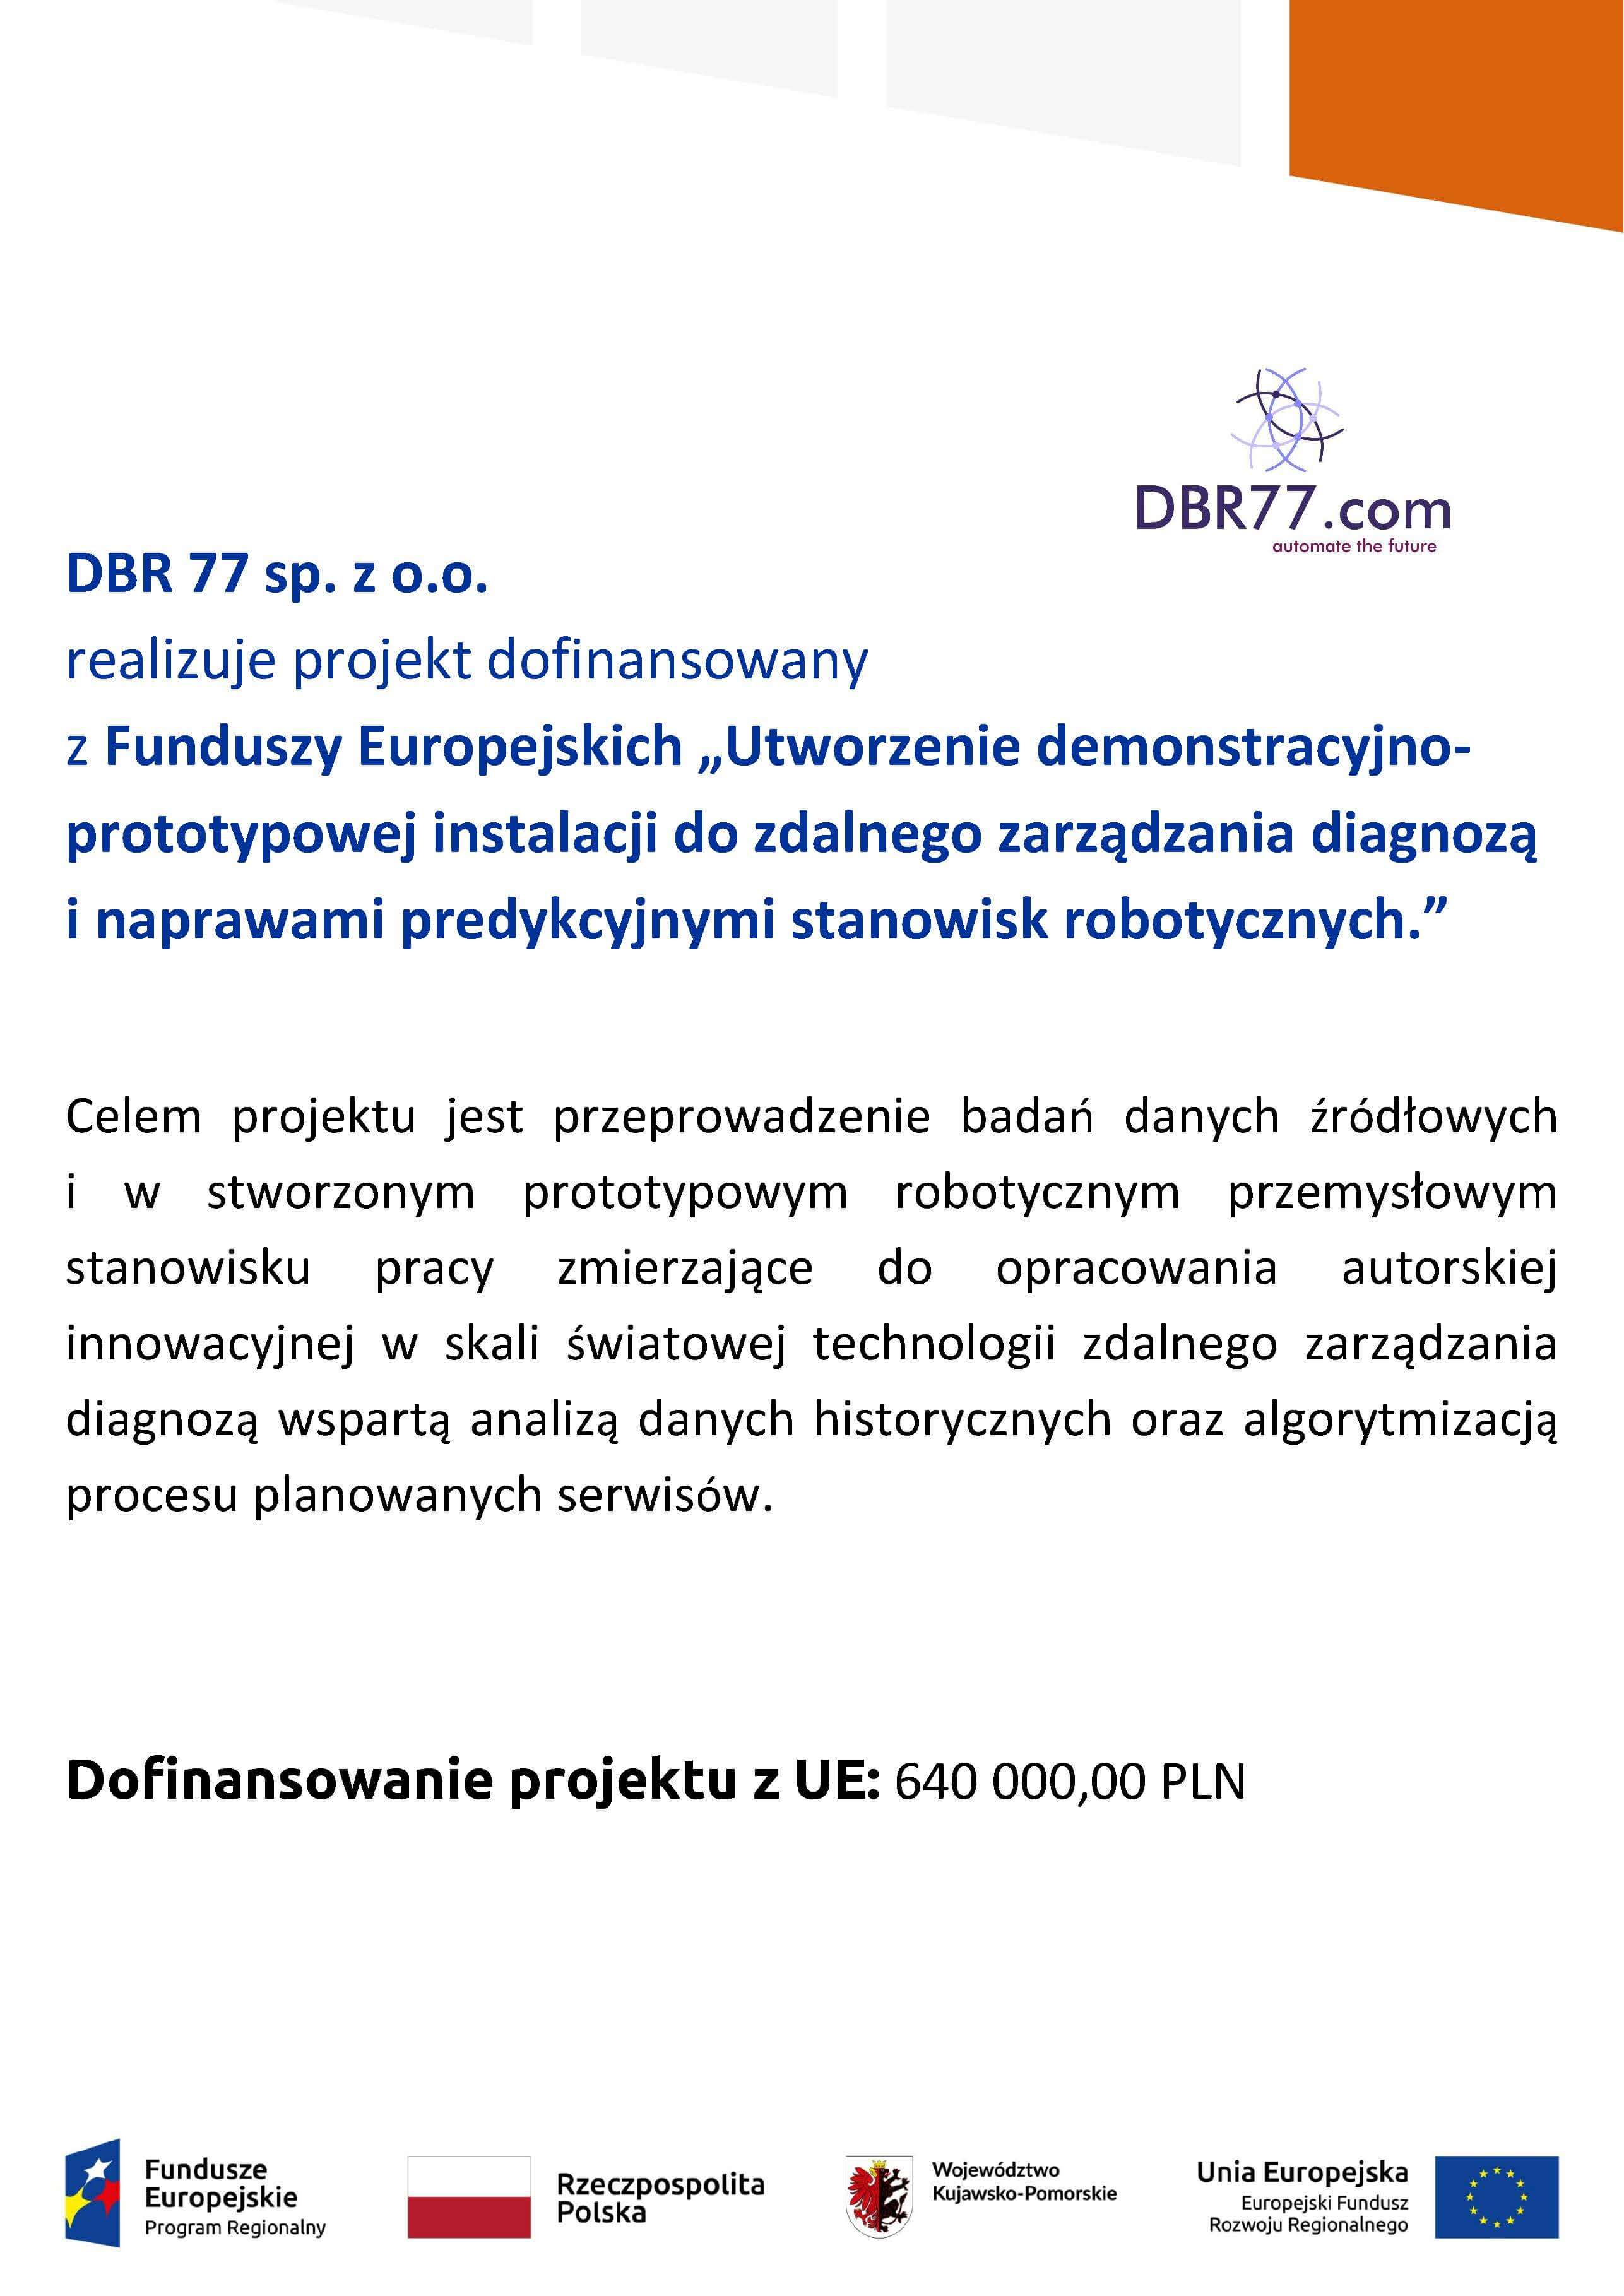 DBR77.com
automate the future
DBR 77 sp. z o.o.
realizuje projekt dofinansowany
z Funduszy Europejskich „Utworzenie demonstracyjno-
prototypowej instalacji do zdalnego zarządzania diagnozą
i naprawami predykcyjnymi stanowisk robotycznych.”
Celem projektu jest przeprowadzenie badań danych źródłowych
i w stworzonym prototypowym robotycznym przemysłowym
stanowisku pracy zmierzające do opracowania autorskiej
innowacyjnej w skali światowej technologii zdalnego zarządzania
diagnozą wspartą analizą danych historycznych oraz algorytmizacją
procesu planowanych serwisów.
Dofinansowanie projektu z UE: 640 000,00 PLN
Fundusze
Europejskie
Program Regionalny
Rzeczpospolita
Polska
Województwo
Kujawsko-Pomorskie
Unia Europejska
Europejski Fundusz
Rozwoju Regionalnego